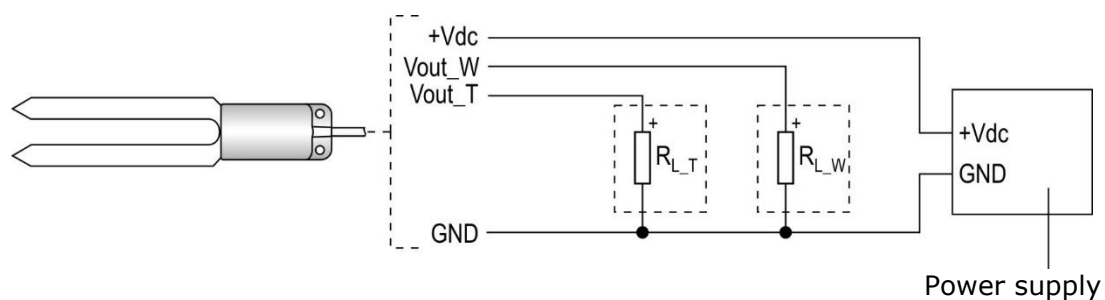 +Vdc
Vout_W
Vout_T
GND
+
R_L_T
+
R_L_W
+Vdc
GND
Power supply